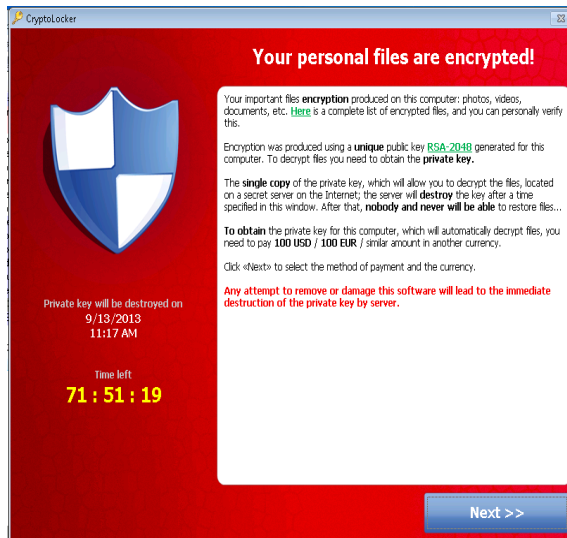 CryptoLocker
Your personal files are encrypted!
Your important files encryption produced on this computer: photos, videos,
documents, etc. Here is a complete list of encrypted files, and you can personally verify
this.
Encryption was produced using a unique public key RSA-2048 generated for this
computer. To decrypt files you need to obtain the private key.
The single copy of the private key, which will allow you to decrypt the files, located
on a secret server on the Internet; the server will destroy the key after a time
specified in this window. After that, nobody and never will be able to restore files...
To obtain the private key for this computer, which will automatically decrypt files, you
need to pay 100 USD / 100 EUR / similar amount in another currency.
Click «Next» to select the method of payment and the currency.
Any attempt to remove or damage this software will lead to the immediate
destruction of the private key by server.
Private key will be destroyed on
9/13/2013
11:17 AM
Time left
71 : 51 : 19
Next >>